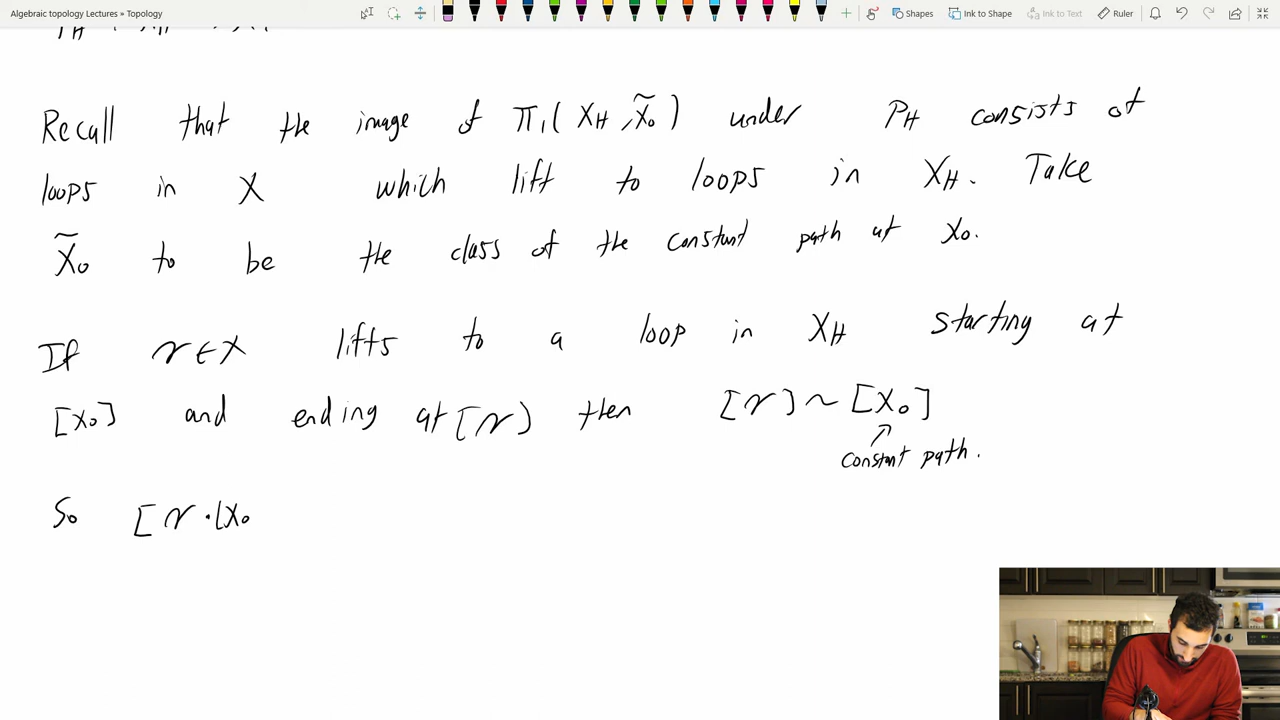 Algebraic topology Lectures » Topology
Shapes
Ink to Shape
Ink to Text
Ruler
Recall that the image of π₁( X_H, x̃₀ ) under P_H consists of
loops in X which lift to loops in X_H. Take
x̃₀ to be the class of the constant path at x₀.
If γ ∈ X lifts to a loop in X_H starting at
[x₀] and ending at [γ] then [γ] ~ [x₀]
constant path.
So [γ · [x₀